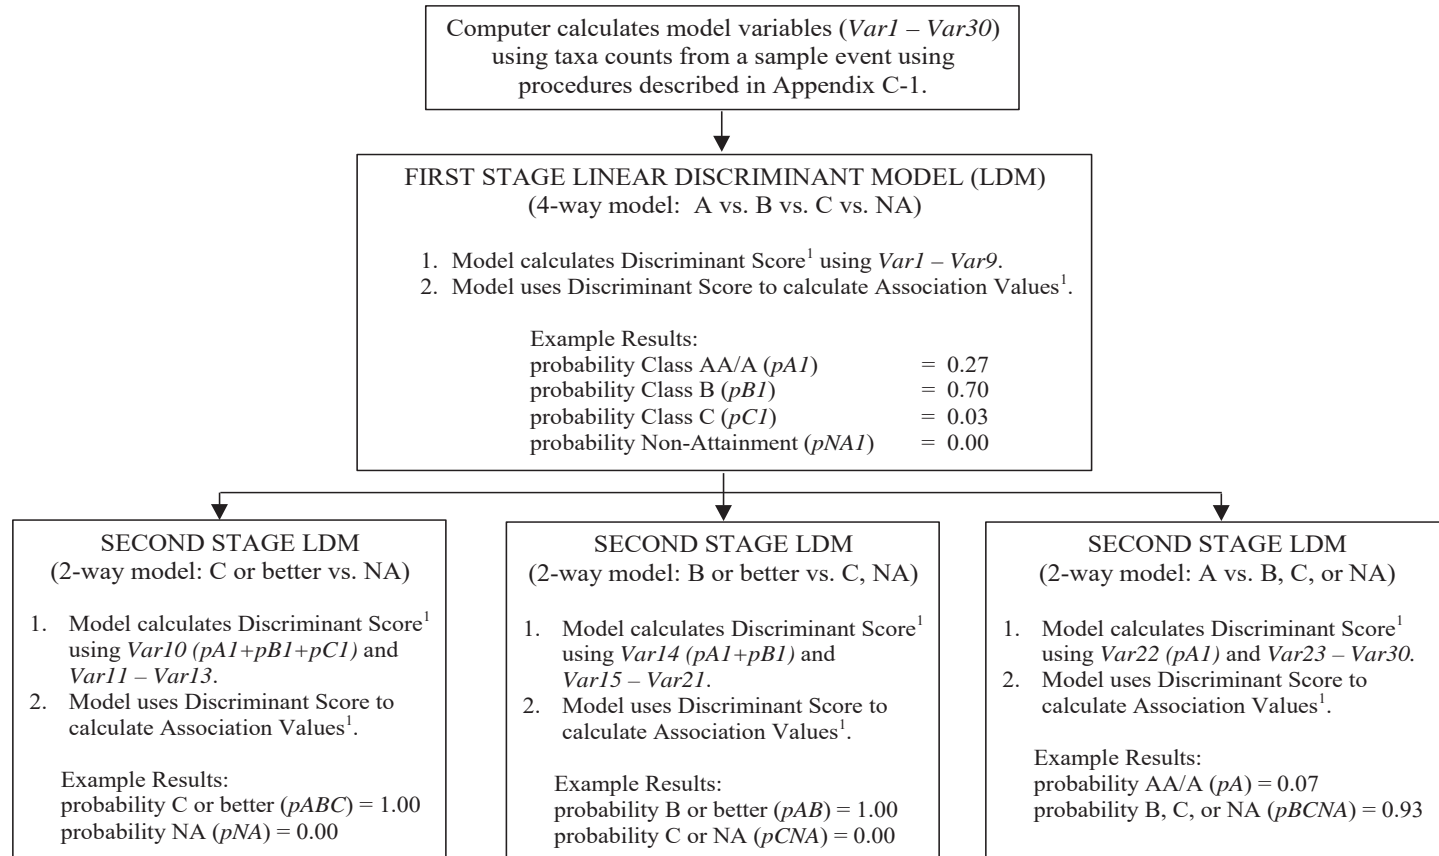 Computer calculates model variables (Var1 – Var30)
using taxa counts from a sample event using
procedures described in Appendix C-1.
FIRST STAGE LINEAR DISCRIMINANT MODEL (LDM)
(4-way model: A vs. B vs. C vs. NA)
1. Model calculates Discriminant Score¹ using Var1 – Var9.
2. Model uses Discriminant Score to calculate Association Values¹.
Example Results:
probability Class AA/A (pA1) = 0.27
probability Class B (pB1) = 0.70
probability Class C (pC1) = 0.03
probability Non-Attainment (pNA1) = 0.00
SECOND STAGE LDM
(2-way model: C or better vs. NA)
1. Model calculates Discriminant Score¹
using Var10 (pA1+pB1+pC1) and
Var11 – Var13.
2. Model uses Discriminant Score to
calculate Association Values¹.
Example Results:
probability C or better (pABC) = 1.00
probability NA (pNA) = 0.00
SECOND STAGE LDM
(2-way model: B or better vs. C, NA)
1. Model calculates Discriminant Score¹
using Var14 (pA1+pB1) and
Var15 – Var21.
2. Model uses Discriminant Score to
calculate Association Values¹.
Example Results:
probability B or better (pAB) = 1.00
probability C or NA (pCNA) = 0.00
SECOND STAGE LDM
(2-way model: A vs. B, C, or NA)
1. Model calculates Discriminant Score¹
using Var22 (pA1) and Var23 – Var30.
2. Model uses Discriminant Score to
calculate Association Values¹.
Example Results:
probability AA/A (pA) = 0.07
probability B, C, or NA (pBCNA) = 0.93